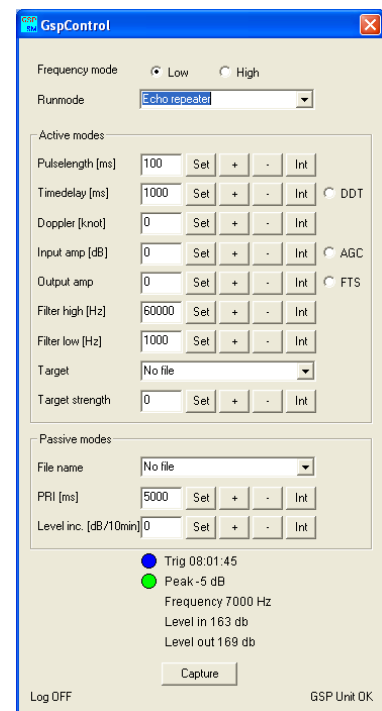 GSP RM GspControl
Frequency mode Low High
Runmode Echo repeater
Active modes
Pulselength [ms] 100 Set + - Int
Timedelay [ms] 1000 Set + - Int DDT
Doppler [knot] 0 Set + - Int
Input amp [dB] 0 Set + - Int AGC
Output amp 0 Set + - Int FTS
Filter high [Hz] 60000 Set + - Int
Filter low [Hz] 1000 Set + - Int
Target No file
Target strength 0 Set + - Int
Passive modes
File name No file
PRI [ms] 5000 Set + - Int
Level inc. [dB/10min] 0 Set + - Int
Trig 08:01:45
Peak -5 dB
Frequency 7000 Hz
Level in 163 db
Level out 169 db
Capture
Log OFF GSP Unit OK